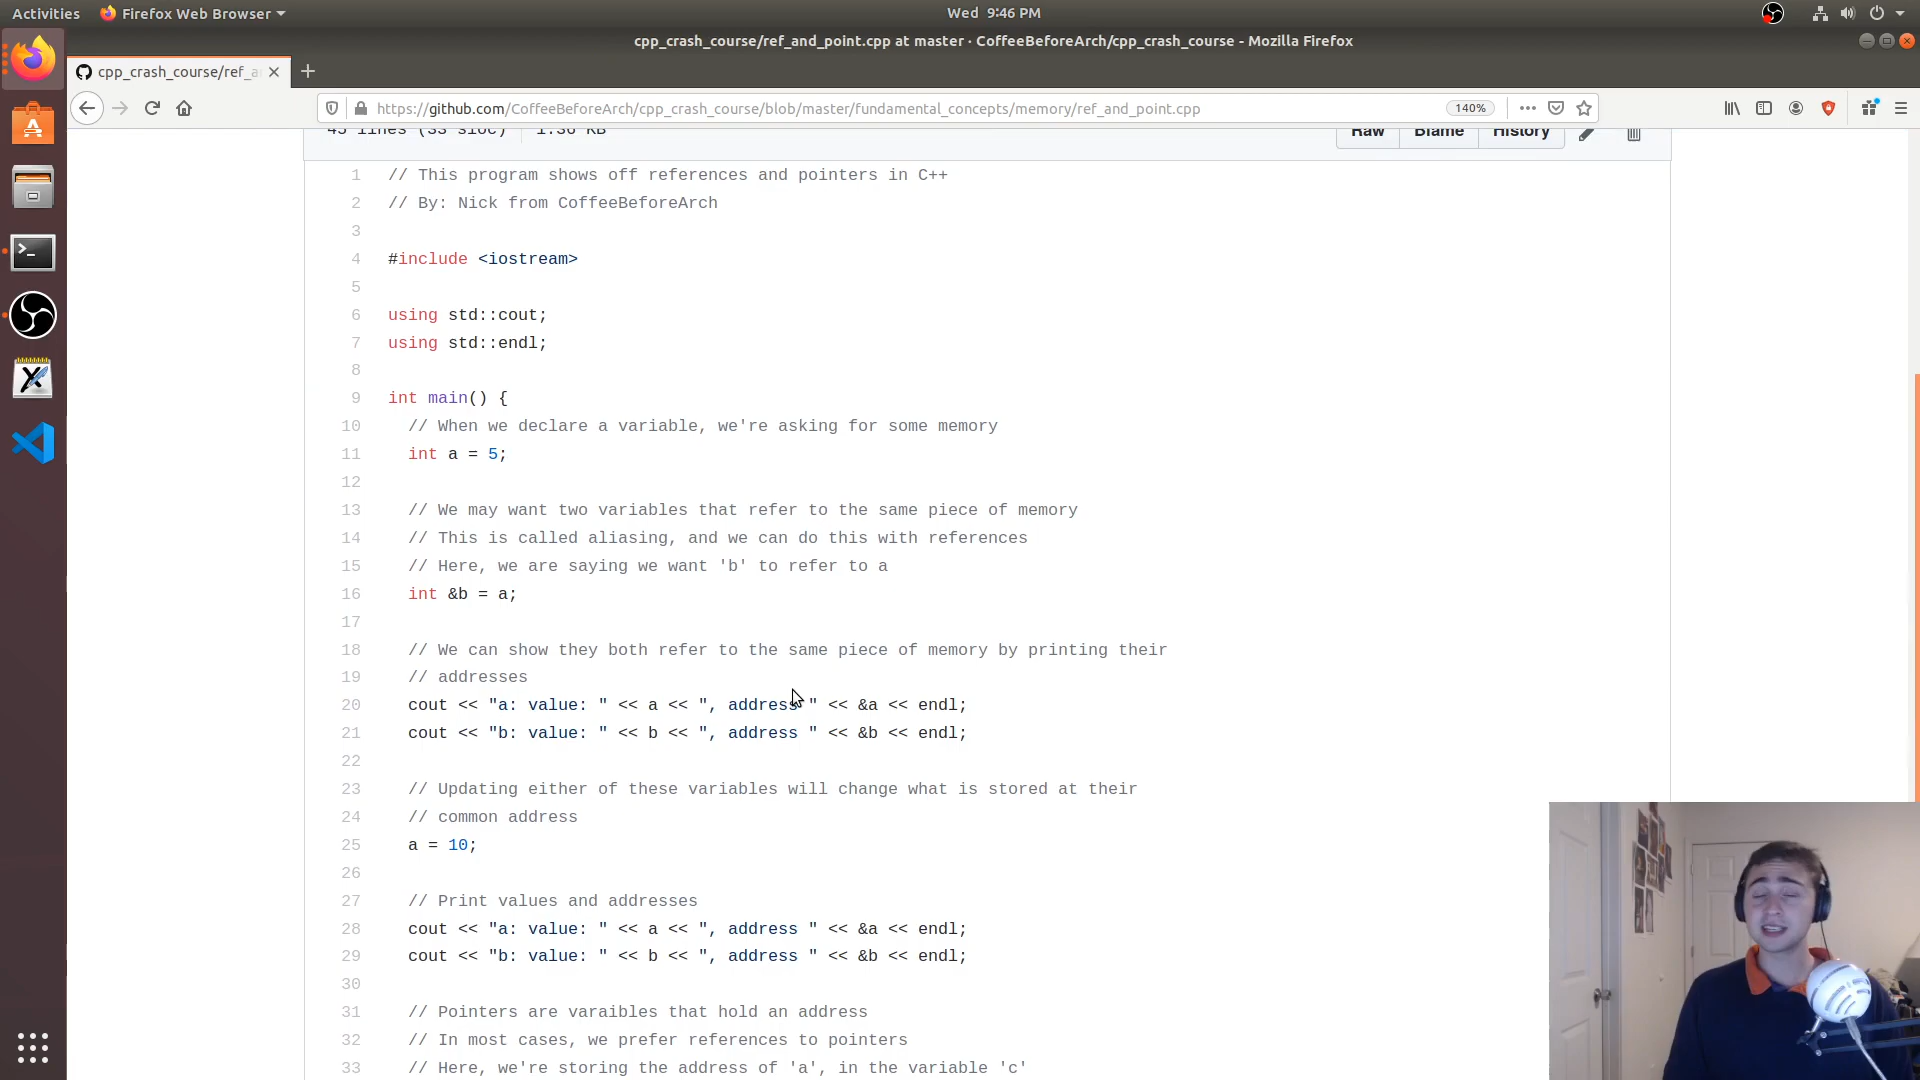 Activities
Firefox Web Browser
Wed 9:46 PM
cpp_crash_course/ref_and_point.cpp at master · CoffeeBeforeArch/cpp_crash_course - Mozilla Firefox
cpp_crash_course/ref_a
https://github.com/CoffeeBeforeArch/cpp_crash_course/blob/master/fundamental_concepts/memory/ref_and_point.cpp
140%
45 lines (33 sloc) 1.36 KB
Raw Blame History
1 // This program shows off references and pointers in C++
2 // By: Nick from CoffeeBeforeArch
3
4 #include <iostream>
5
6 using std::cout;
7 using std::endl;
8
9 int main() {
10 // When we declare a variable, we're asking for some memory
11 int a = 5;
12
13 // We may want two variables that refer to the same piece of memory
14 // This is called aliasing, and we can do this with references
15 // Here, we are saying we want 'b' to refer to a
16 int &b = a;
17
18 // We can show they both refer to the same piece of memory by printing their
19 // addresses
20 cout << "a: value: " << a << ", address " << &a << endl;
21 cout << "b: value: " << b << ", address " << &b << endl;
22
23 // Updating either of these variables will change what is stored at their
24 // common address
25 a = 10;
26
27 // Print values and addresses
28 cout << "a: value: " << a << ", address " << &a << endl;
29 cout << "b: value: " << b << ", address " << &b << endl;
30
31 // Pointers are varaibles that hold an address
32 // In most cases, we prefer references to pointers
33 // Here, we're storing the address of 'a', in the variable 'c'